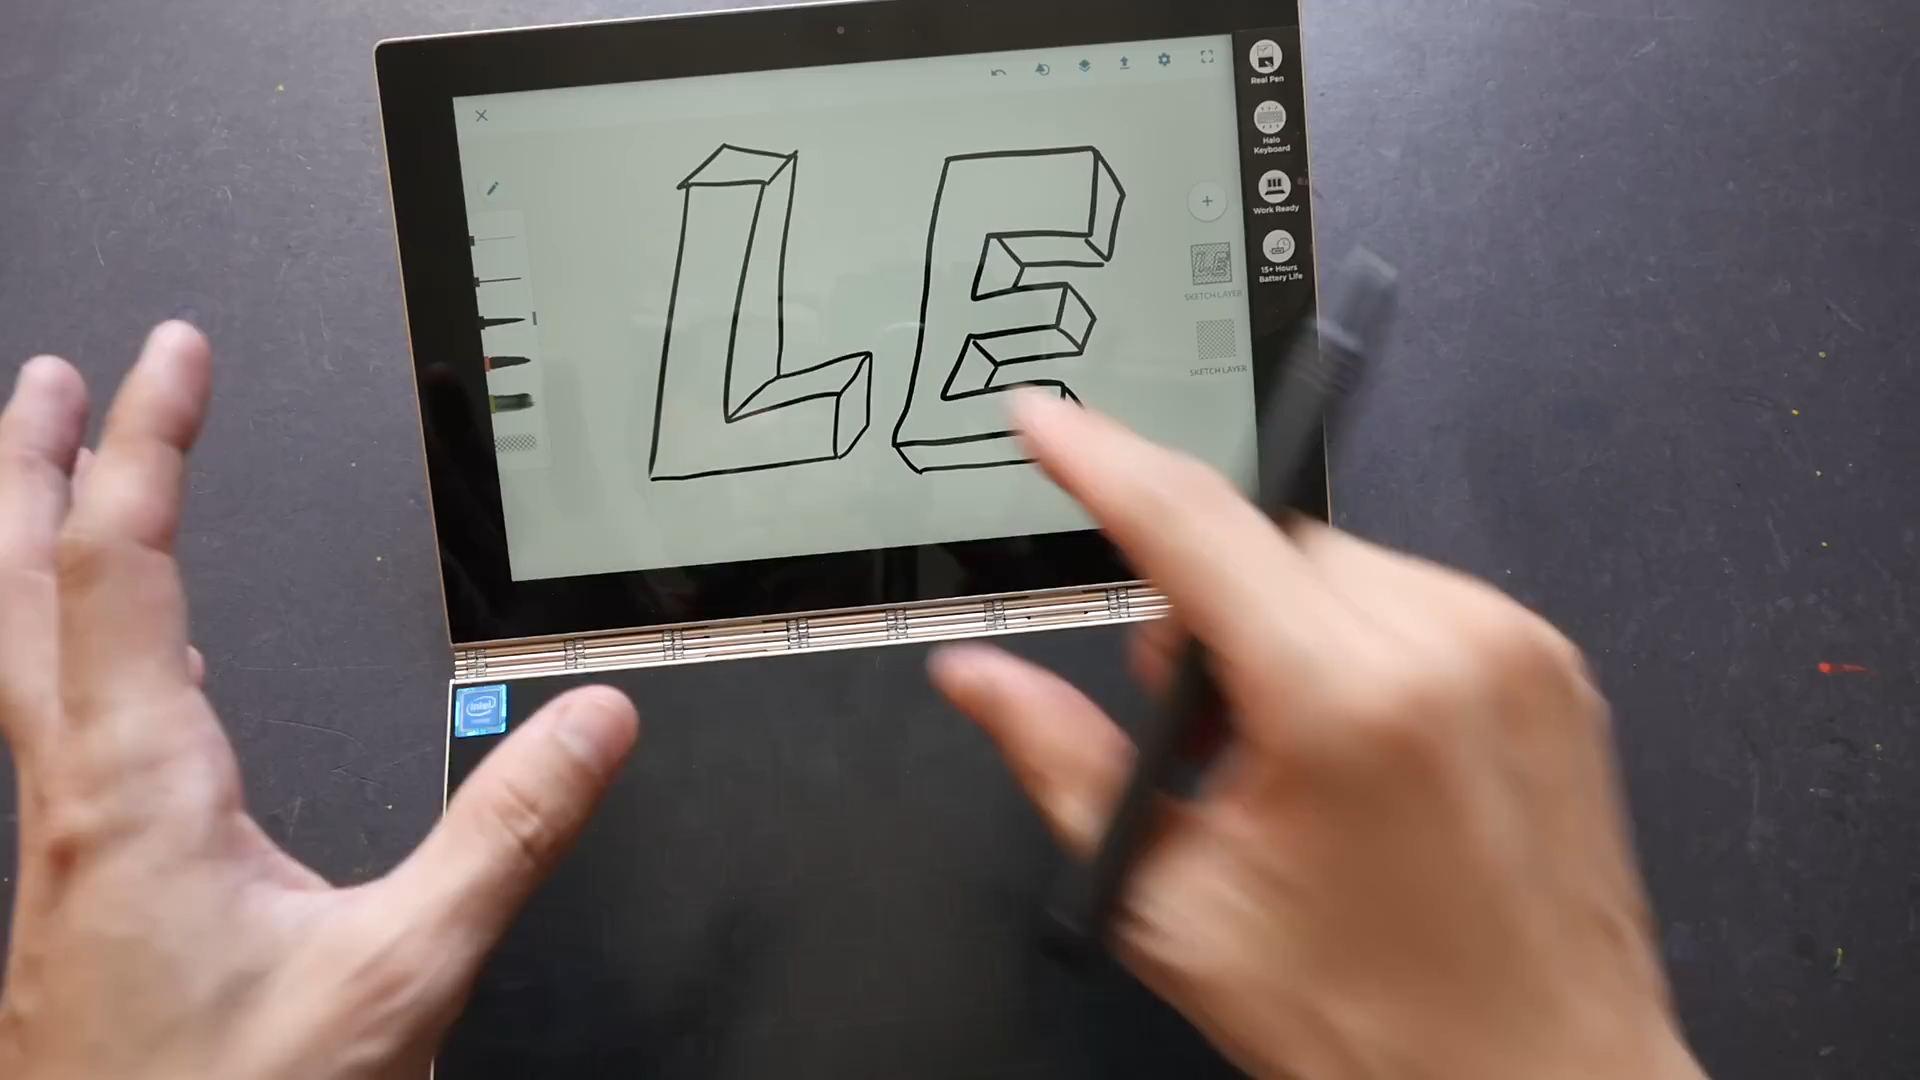 LE
SKETCH LAYER
SKETCH LAYER
Real Pen
Halo
Keyboard
Work Ready
15+ Hours
Battery Life
intel